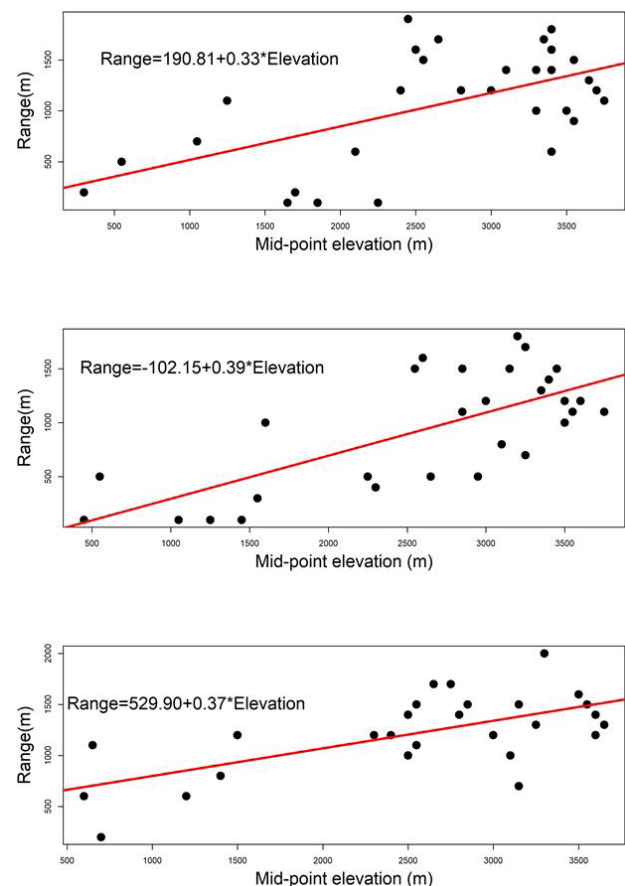 Range=190.81+0.33*Elevation
Range(m)
500 1000 1500
500 1000 1500 2000 2500 3000 3500
Mid-point elevation (m)
Range=-102.15+0.39*Elevation
Range(m)
500 1000 1500
500 1000 1500 2000 2500 3000 3500
Mid-point elevation (m)
Range=529.90+0.37*Elevation
Range(m)
500 1000 1500 2000
500 1000 1500 2000 2500 3000 3500
Mid-point elevation (m)